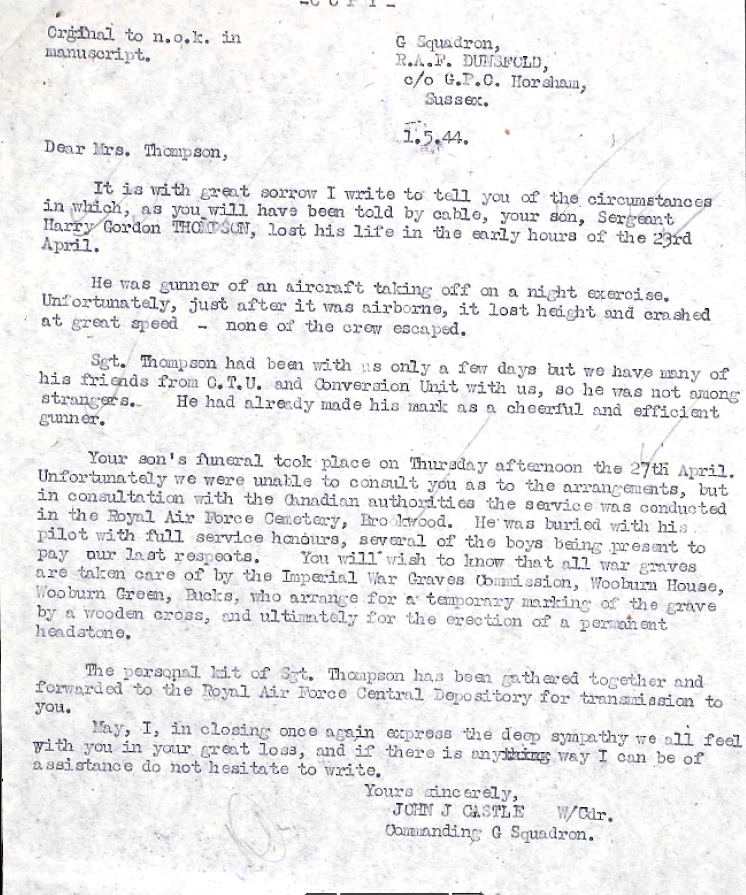 -C O P Y-
Orginal to n.o.k. in
manuscript.
G Squadron,
R.A.F. DUNSFOLD,
c/o G.P.O. Horsham,
Sussex.
1.5.44.
Dear Mrs. Thompson,
It is with great sorrow I write to tell you of the circumstances
in which, as you will have been told by cable, your son, Sergeant
Harry Gordon THOMPSON, lost his life in the early hours of the 23rd
April.
He was gunner of an aircraft taking off on a night exercise.
Unfortunately, just after it was airborne, it lost height and crashed
at great speed - none of the crew escaped.
Sgt. Thompson had been with us only a few days but we have many of
his friends from O.T.U. and Conversion Unit with us, so he was not among
strangers. He had already made his mark as a cheerful and efficient
gunner.
Your son's funeral took place on Thursday afternoon the 27th April.
Unfortunately we were unable to consult you as to the arrangements, but
in consultation with the Canadian authorities the service was conducted
in the Royal Air Force Cemetery, Brookwood. He was buried with his
pilot with full service honours, several of the boys being present to
pay our last respects. You will wish to know that all war graves
are taken care of by the Imperial War Graves Commission, Wooburn House,
Wooburn Green, Bucks, who arrange for a temporary marking of the grave
by a wooden cross, and ultimately for the erection of a permanent
headstone.
The personal kit of Sgt. Thompson has been gathered together and
forwarded to the Royal Air Force Central Depository for transmission to
you.
May, I, in closing once again express the deep sympathy we all feel
with you in your great loss, and if there is anything way I can be of
assistance do not hesitate to write.
Yours sincerely,
JOHN J CASTLE W/Cdr.
Commanding G Squadron.